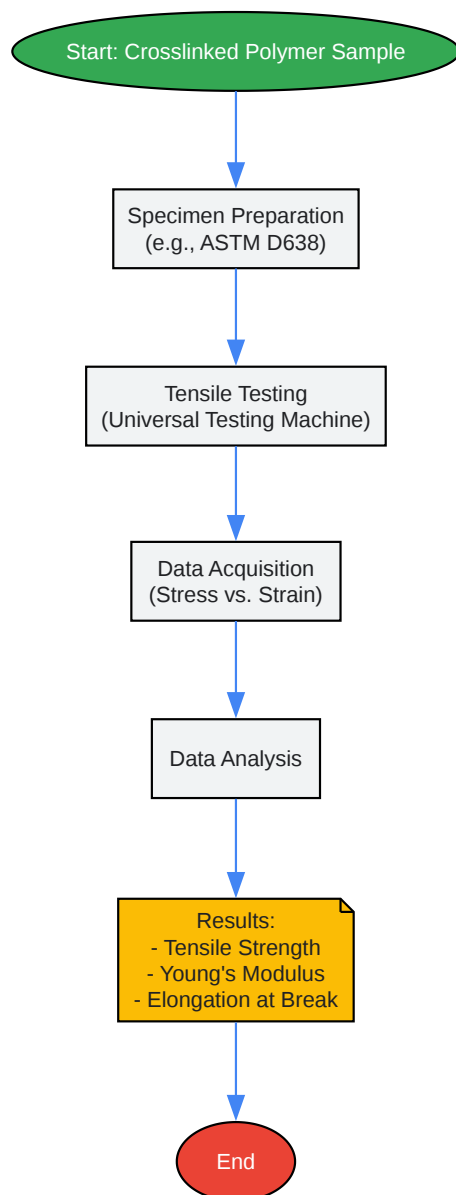 Start: Crosslinked Polymer Sample
Specimen Preparation
(e.g., ASTM D638)
Tensile Testing
(Universal Testing Machine)
Data Acquisition
(Stress vs. Strain)
Data Analysis
Results:
- Tensile Strength
- Young's Modulus
- Elongation at Break
End